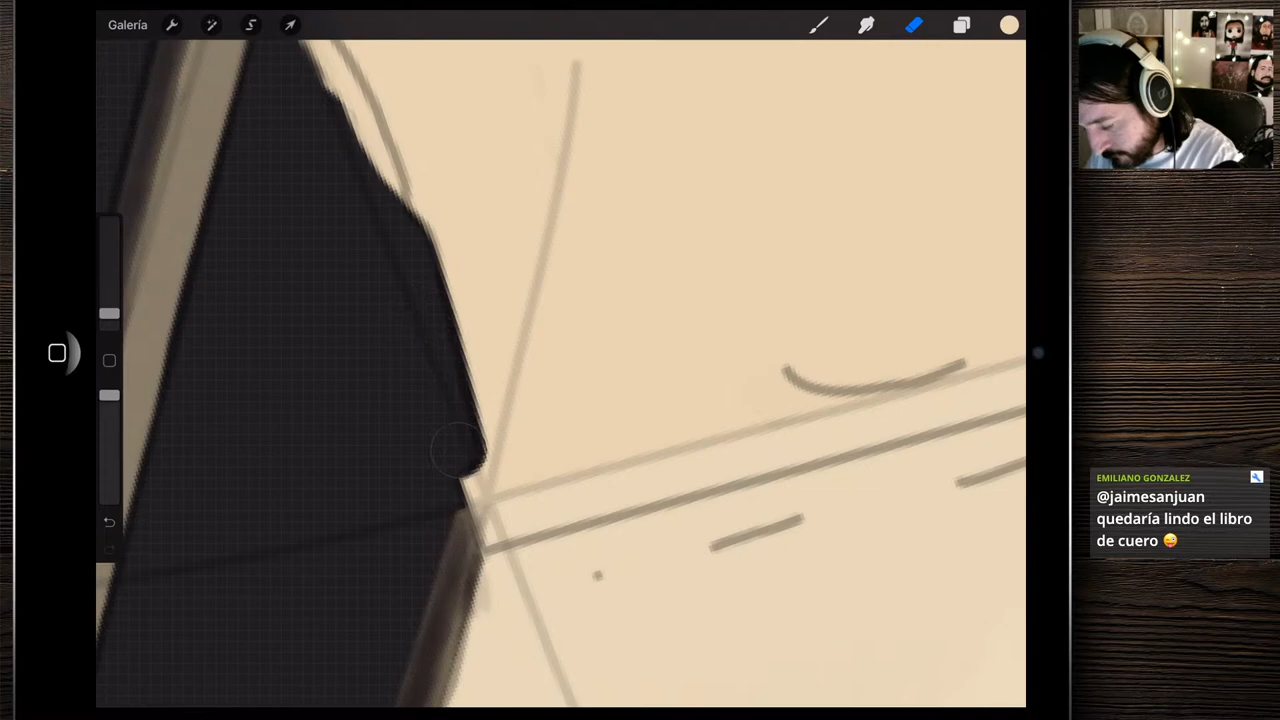 Galería
EMILIANO GONZALEZ
@jaimesanjuan
quedaría lindo el libro
de cuero 😜